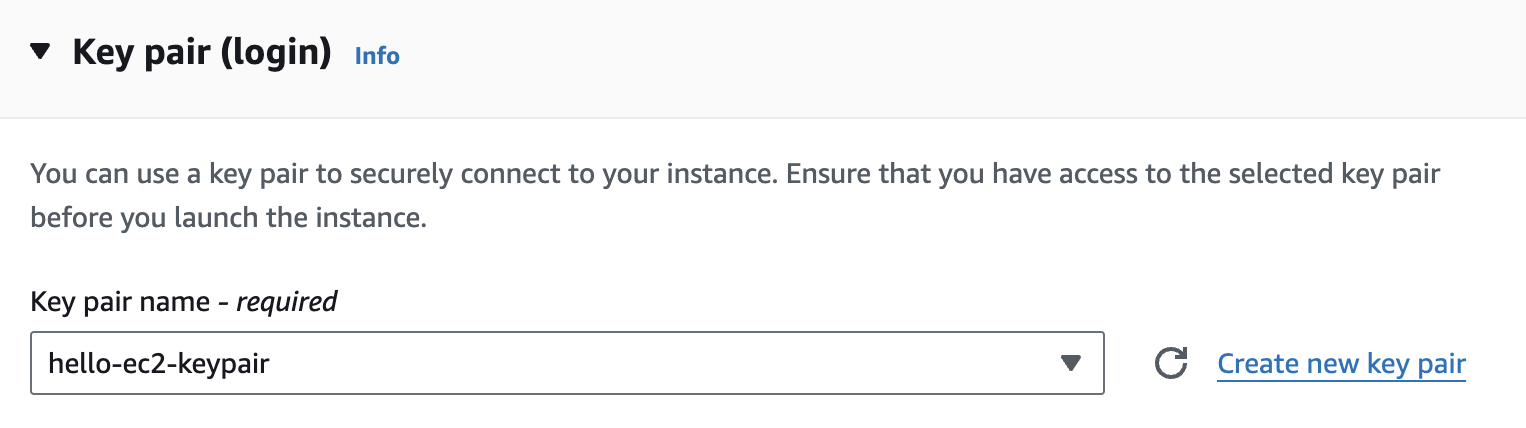 Key pair (login) Info
You can use a key pair to securely connect to your instance. Ensure that you have access to the selected key pair
before you launch the instance.
Key pair name - required
hello-ec2-keypair
Create new key pair